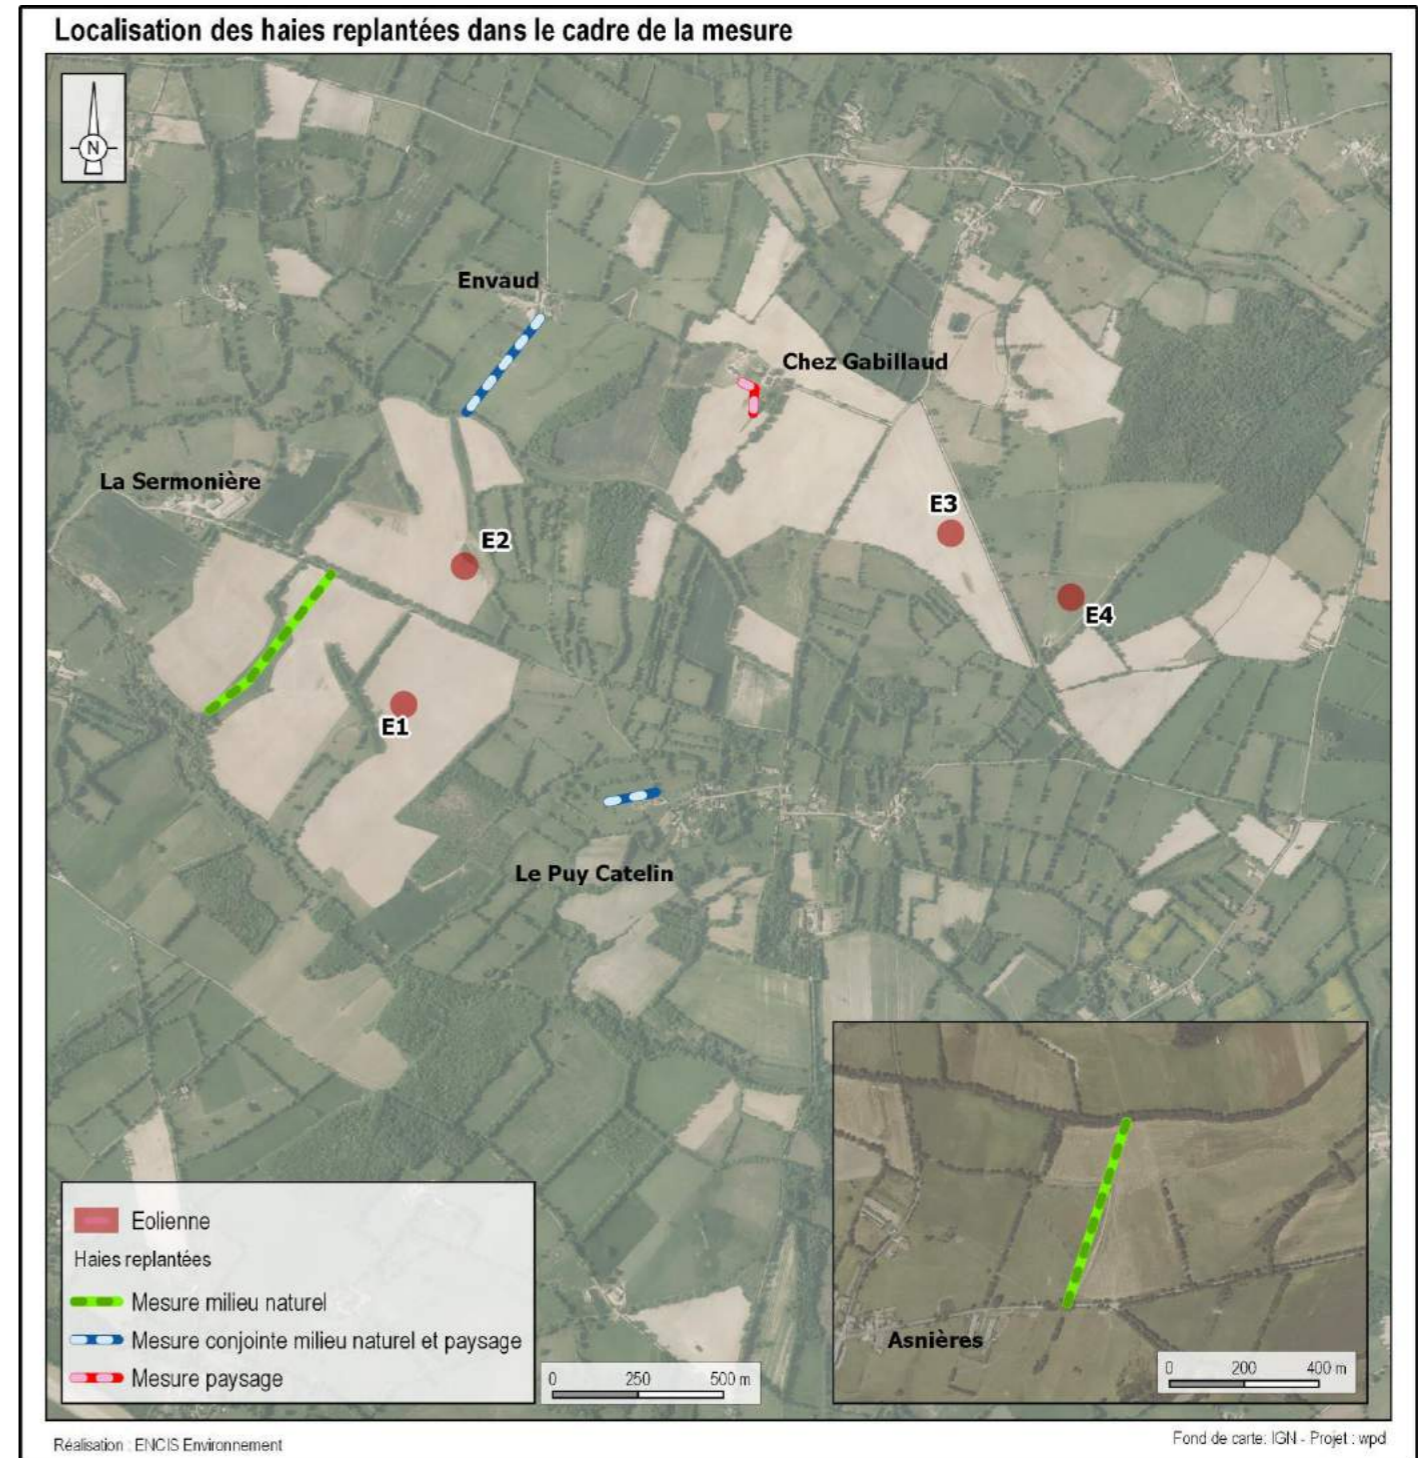 Localisation des haies replantées dans le cadre de la mesure
N
Envaud
Chez Gabillaud
La Sermonière
E2
E3
E4
E1
Le Puy Catelin
Eolienne
Haies replantées
Mesure milieu naturel
Mesure conjointe milieu naturel et paysage
Mesure paysage
0 250 500 m
Asnières
0 200 400 m
Réalisation : ENCIS Environnement
Fond de carte: IGN - Projet : wpd